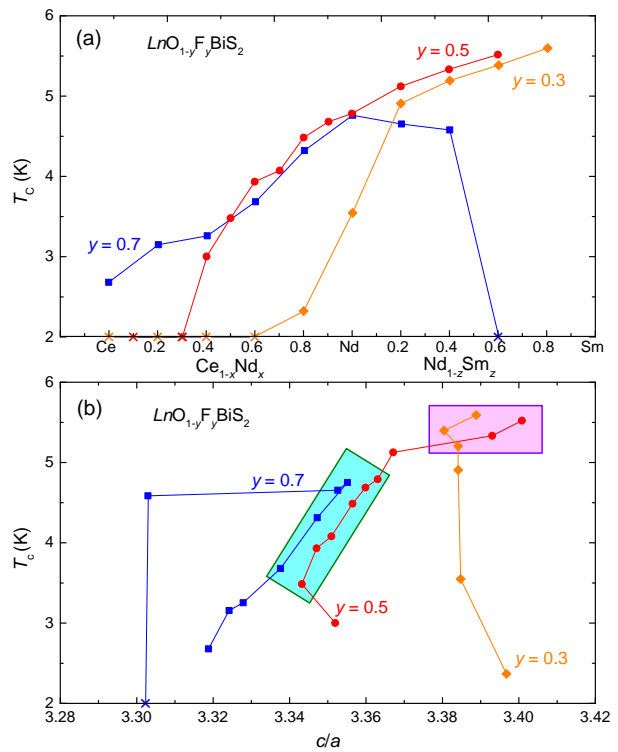 (a)
LnO1-yFyBiS2
y = 0.5
y = 0.3
y = 0.7
Tc (K)
6
5
4
3
2
Ce 0.2 0.4 0.6 0.8 Nd 0.2 0.4 0.6 0.8 Sm
Ce1-xNdx Nd1-zSmz
(b)
LnO1-yFyBiS2
y = 0.7
y = 0.5
y = 0.3
Tc (K)
6
5
4
3
2
3.28 3.30 3.32 3.34 3.36 3.38 3.40 3.42
c/a